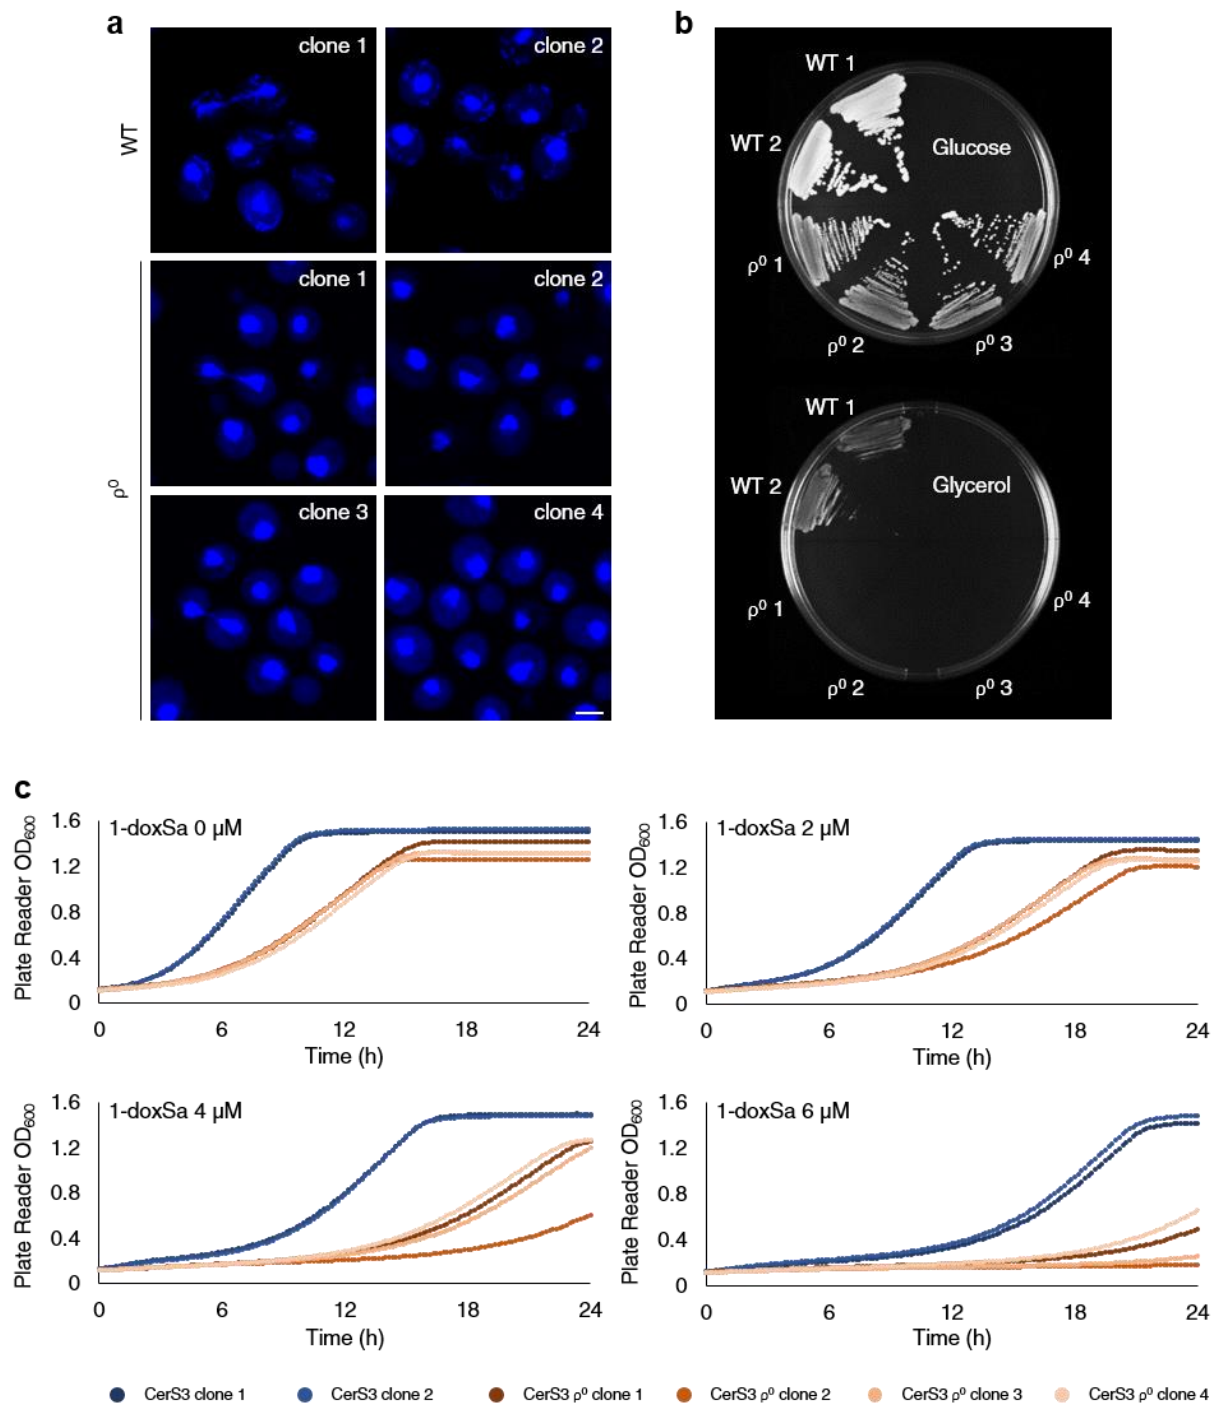 a
clone 1
clone 2
WT
clone 1
clone 2
ρ⁰
clone 3
clone 4
b
WT 1
WT 2
Glucose
ρ⁰ 1
ρ⁰ 4
ρ⁰ 2
ρ⁰ 3
WT 1
WT 2
Glycerol
ρ⁰ 1
ρ⁰ 4
ρ⁰ 2
ρ⁰ 3
c
1-doxSa 0 µM
Plate Reader OD₆₀₀
1.6
1.2
0.8
0.4
0
0 6 12 18 24
Time (h)
1-doxSa 2 µM
Plate Reader OD₆₀₀
1.6
1.2
0.8
0.4
0
0 6 12 18 24
Time (h)
1-doxSa 4 µM
Plate Reader OD₆₀₀
1.6
1.2
0.8
0.4
0
0 6 12 18 24
Time (h)
1-doxSa 6 µM
Plate Reader OD₆₀₀
1.6
1.2
0.8
0.4
0
0 6 12 18 24
Time (h)
CerS3 clone 1 CerS3 clone 2 CerS3 ρ⁰ clone 1 CerS3 ρ⁰ clone 2 CerS3 ρ⁰ clone 3 CerS3 ρ⁰ clone 4